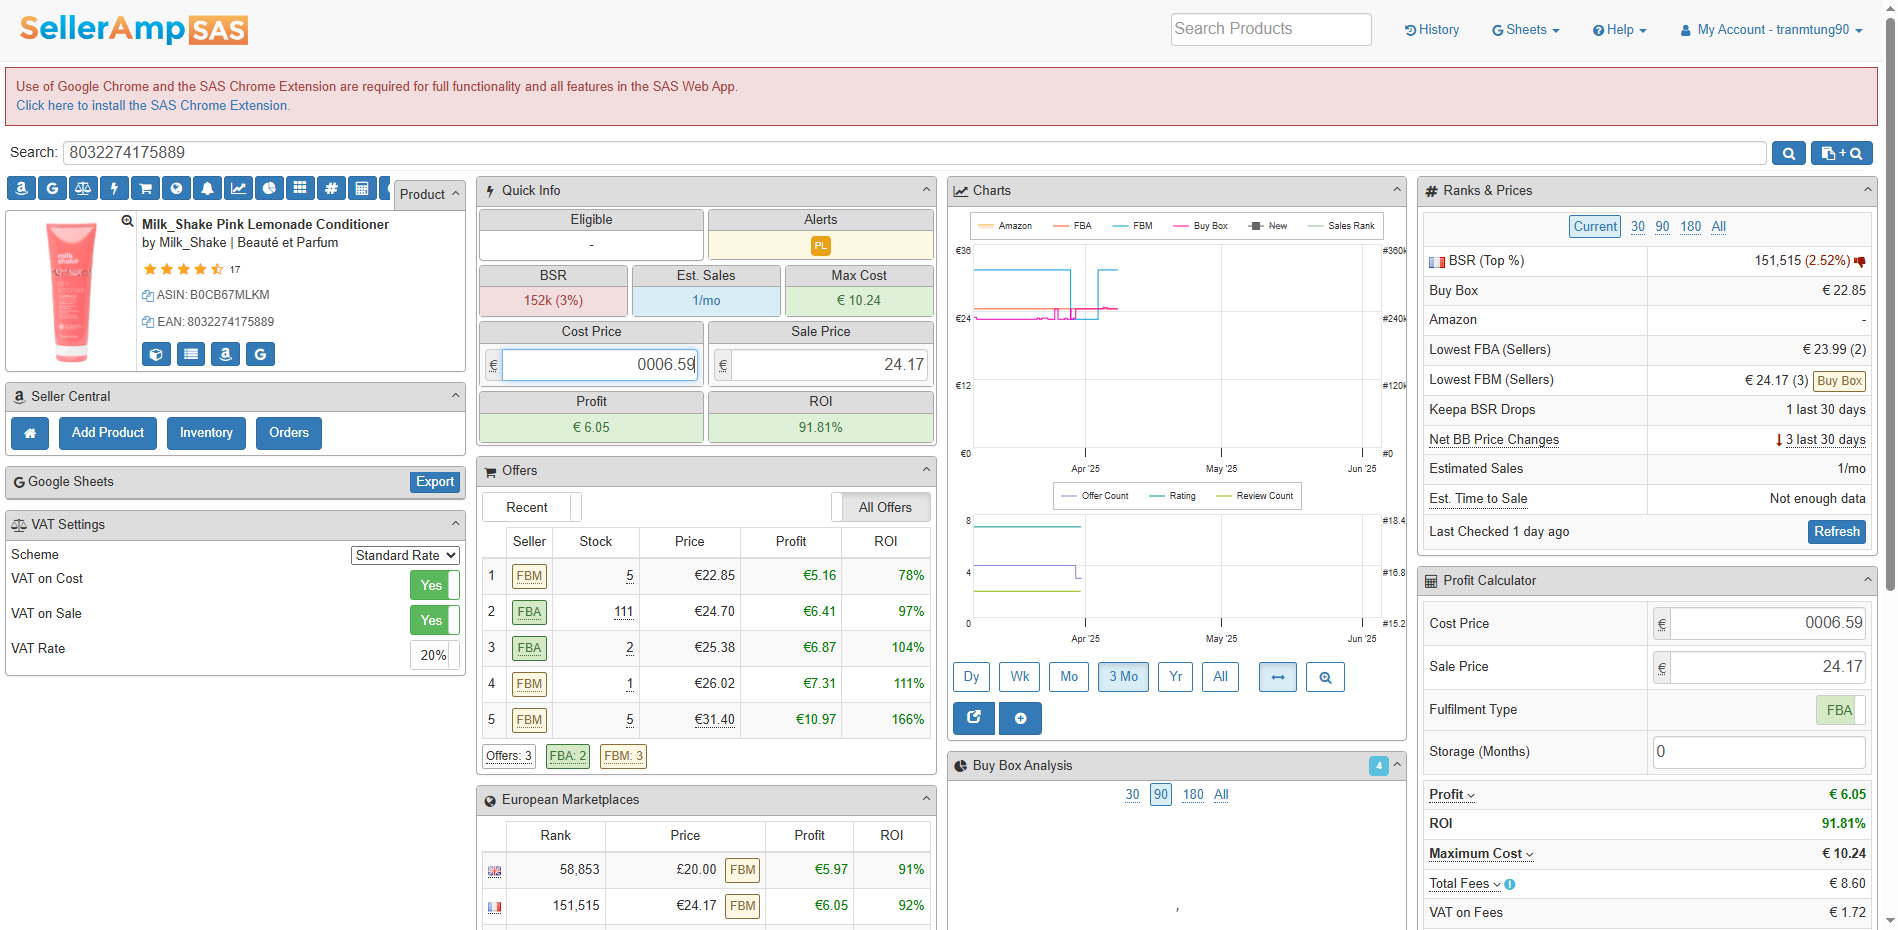 SellerAmp SAS
Search Products
History
Sheets
Help
My Account - tranmtung90
Use of Google Chrome and the SAS Chrome Extension are required for full functionality and all features in the SAS Web App.
Click here to install the SAS Chrome Extension.
Search: 8032274175889
+
Product
Milk_Shake Pink Lemonade Conditioner
by Milk_Shake | Beauté et Parfum
17
ASIN: B0CB67MLKM
EAN: 8032274175889
Seller Central
Add Product
Inventory
Orders
Google Sheets
Export
VAT Settings
Scheme
Standard Rate
VAT on Cost
Yes
VAT on Sale
Yes
VAT Rate
20%
Quick Info
Eligible
Alerts
-
PL
BSR
Est. Sales
Max Cost
152k (3%)
1/mo
€ 10.24
Cost Price
Sale Price
€ 0006.59
€ 24.17
Profit
ROI
€ 6.05
91.81%
Offers
Recent
All Offers
Seller Stock Price Profit ROI
1 FBM 5 €22.85 €5.16 78%
2 FBA 111 €24.70 €6.41 97%
3 FBA 2 €25.38 €6.87 104%
4 FBM 1 €26.02 €7.31 111%
5 FBM 5 €31.40 €10.97 166%
Offers: 3
FBA: 2
FBM: 3
European Marketplaces
Rank Price Profit ROI
58,853 £20.00 FBM €5.97 91%
151,515 €24.17 FBM €6.05 92%
Charts
Amazon FBA FBM Buy Box New Sales Rank
€36 #360k
€24 #240k
€12 #120k
€0 #0
Apr '25 May '25 Jun '25
Offer Count Rating Review Count
8 #18.4
4 #16.8
0 #15.2
Apr '25 May '25 Jun '25
Dy
Wk
Mo
3 Mo
Yr
All
Buy Box Analysis
4
30 90 180 All
Ranks & Prices
Current 30 90 180 All
BSR (Top %) 151,515 (2.52%)
Buy Box € 22.85
Amazon -
Lowest FBA (Sellers) € 23.99 (2)
Lowest FBM (Sellers) € 24.17 (3) Buy Box
Keepa BSR Drops 1 last 30 days
Net BB Price Changes 3 last 30 days
Estimated Sales 1/mo
Est. Time to Sale Not enough data
Last Checked 1 day ago Refresh
Profit Calculator
Cost Price € 0006.59
Sale Price € 24.17
Fulfilment Type FBA
Storage (Months) 0
Profit € 6.05
ROI 91.81%
Maximum Cost € 10.24
Total Fees € 8.60
VAT on Fees € 1.72